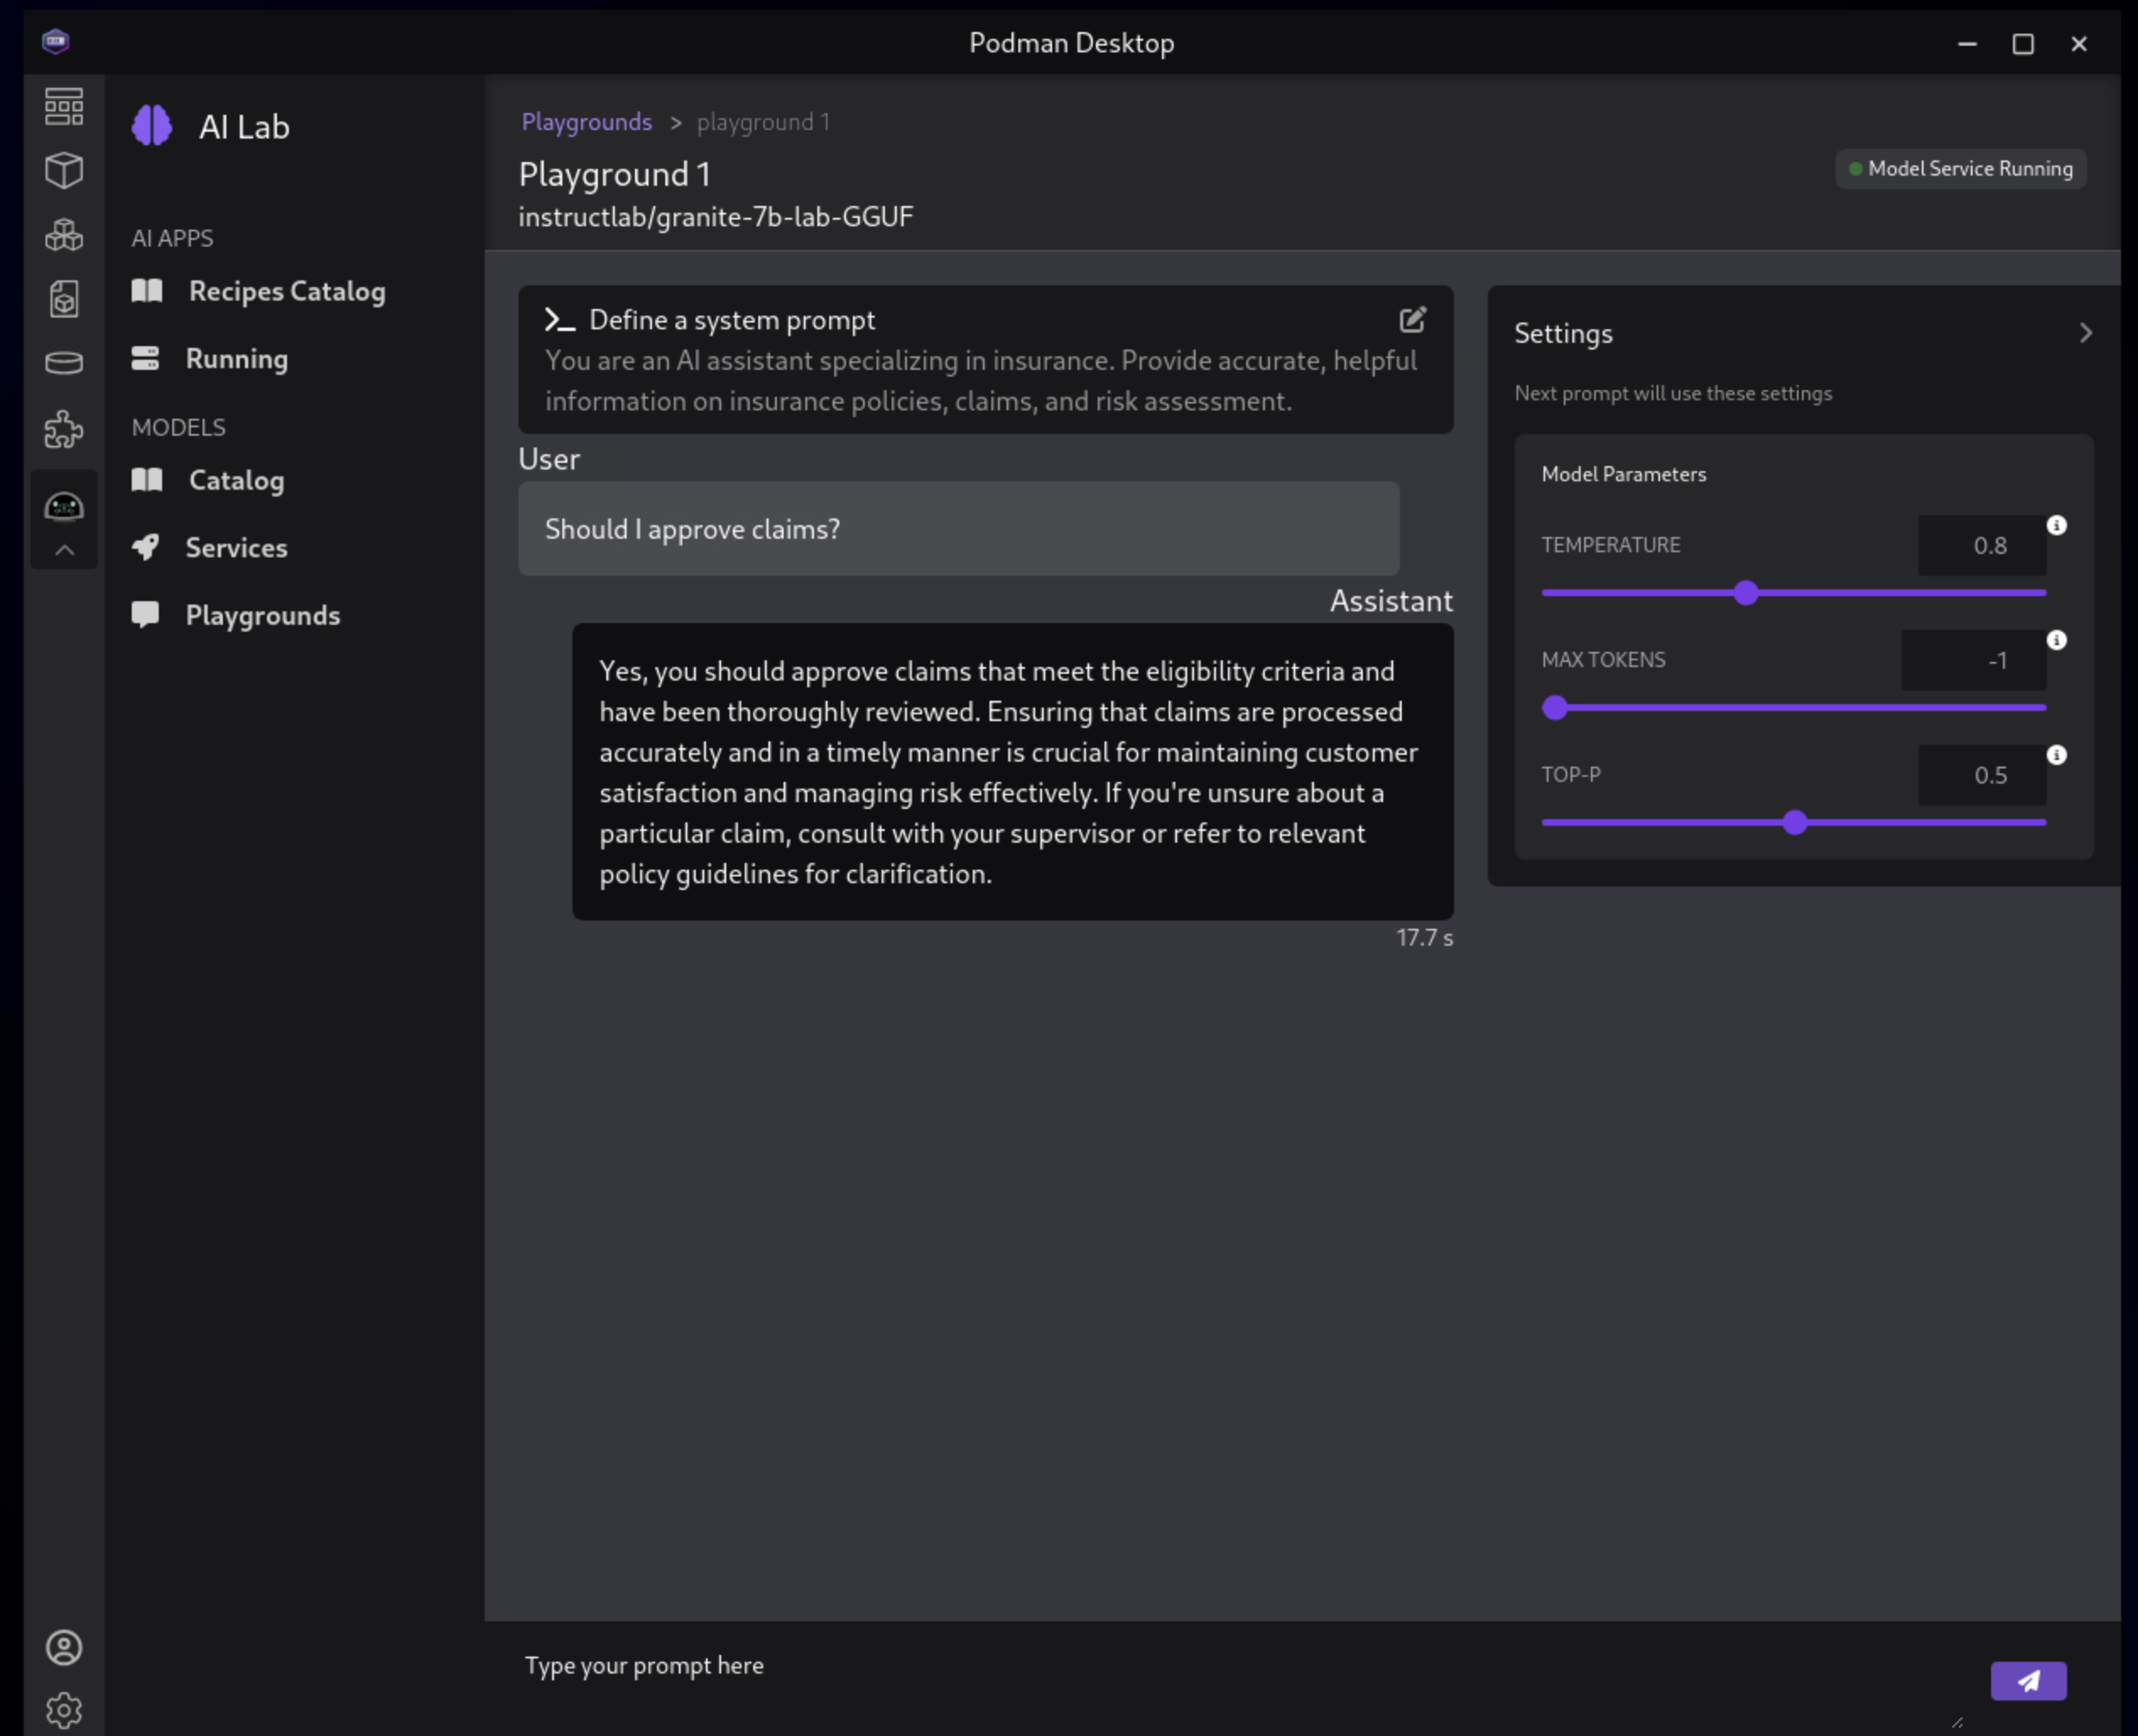 Podman Desktop
AI Lab
AI APPS
Recipes Catalog
Running
MODELS
Catalog
Services
Playgrounds
Playgrounds > playground 1
Playground 1
instructlab/granite-7b-lab-GGUF
Model Service Running
Define a system prompt
You are an AI assistant specializing in insurance. Provide accurate, helpful
information on insurance policies, claims, and risk assessment.
User
Should I approve claims?
Assistant
Yes, you should approve claims that meet the eligibility criteria and
have been thoroughly reviewed. Ensuring that claims are processed
accurately and in a timely manner is crucial for maintaining customer
satisfaction and managing risk effectively. If you're unsure about a
particular claim, consult with your supervisor or refer to relevant
policy guidelines for clarification.
17.7 s
Settings
Next prompt will use these settings
Model Parameters
TEMPERATURE 0.8
MAX TOKENS -1
TOP-P 0.5
Type your prompt here